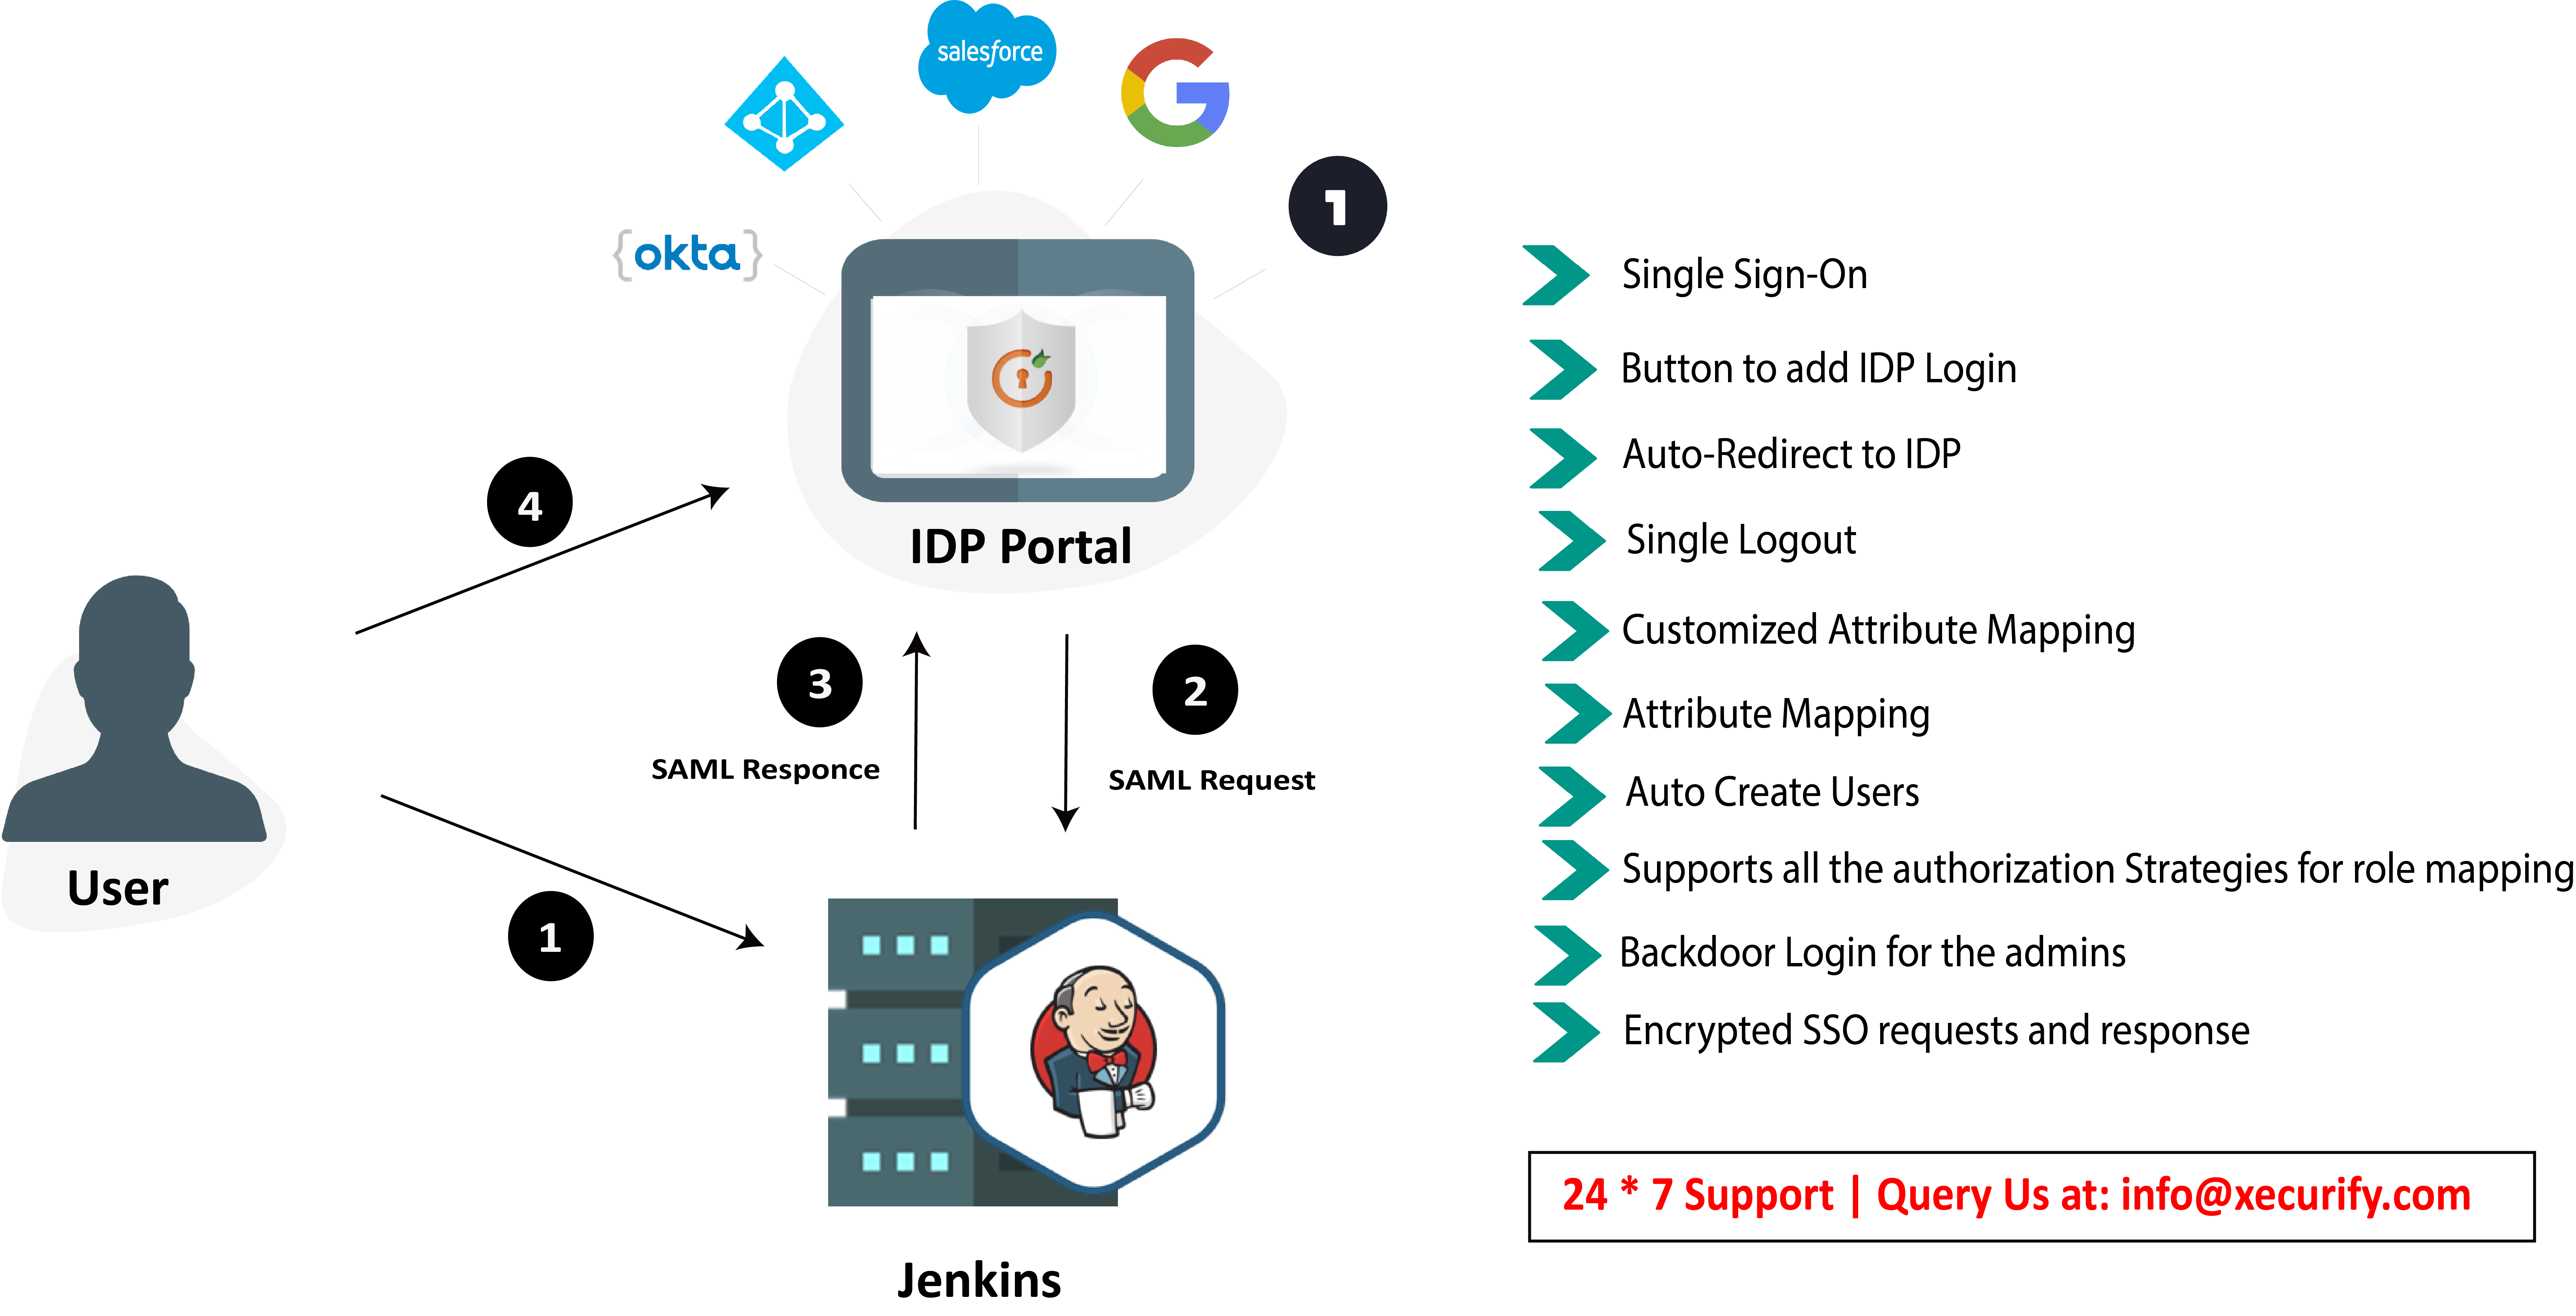 salesforce
1
{okta}
IDP Portal
4
3
2
SAML Responce
SAML Request
User
1
Jenkins
Single Sign-On
Button to add IDP Login
Auto-Redirect to IDP
Single Logout
Customized Attribute Mapping
Attribute Mapping
Auto Create Users
Supports all the authorization Strategies for role mapping
Backdoor Login for the admins
Encrypted SSO requests and response
24 * 7 Support | Query Us at: info@xecurify.com